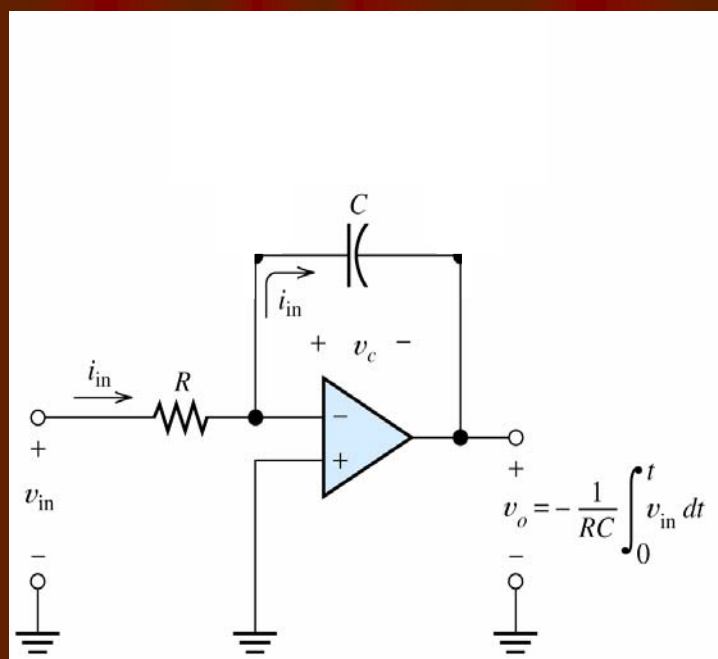 C
i_in
+ v_c −
i_in
R
−
+
+
v_in
−
+
v_o = − 1/RC ∫_0^t v_in dt
−